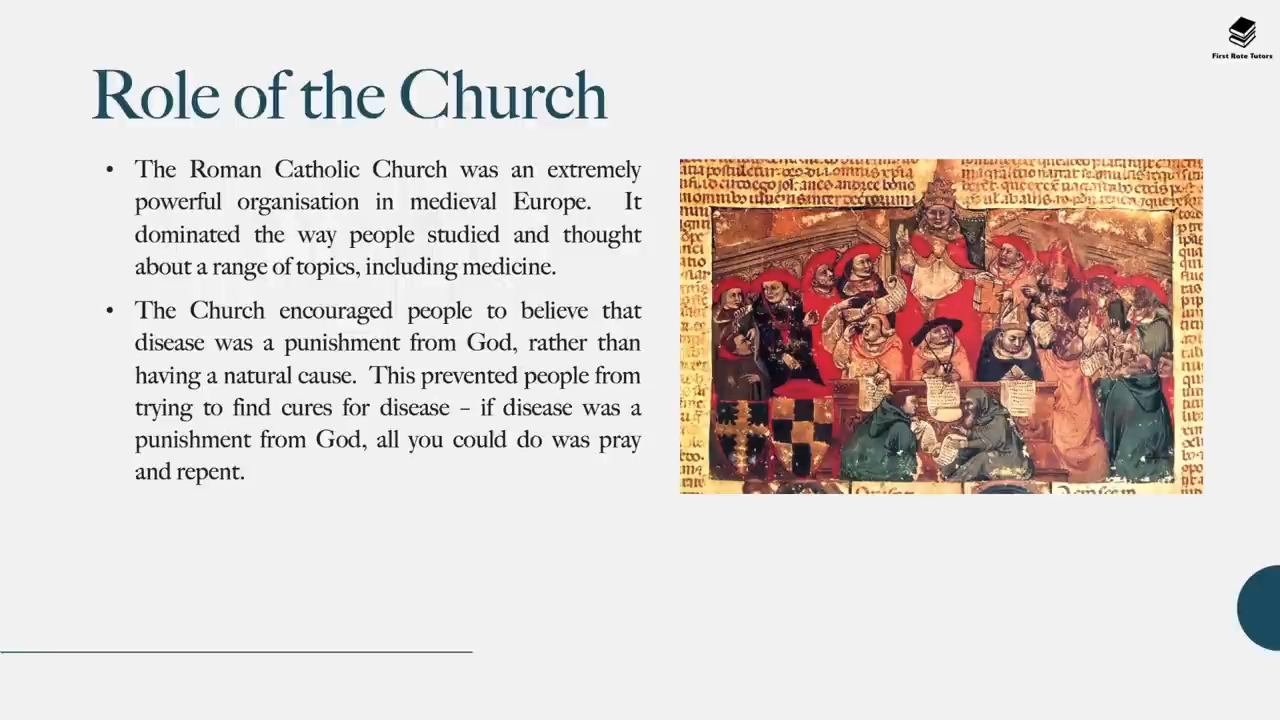 First Rate Tutors
Role of the Church
• The Roman Catholic Church was an extremely
powerful organisation in medieval Europe. It
dominated the way people studied and thought
about a range of topics, including medicine.
• The Church encouraged people to believe that
disease was a punishment from God, rather than
having a natural cause. This prevented people from
trying to find cures for disease – if disease was a
punishment from God, all you could do was pray
and repent.